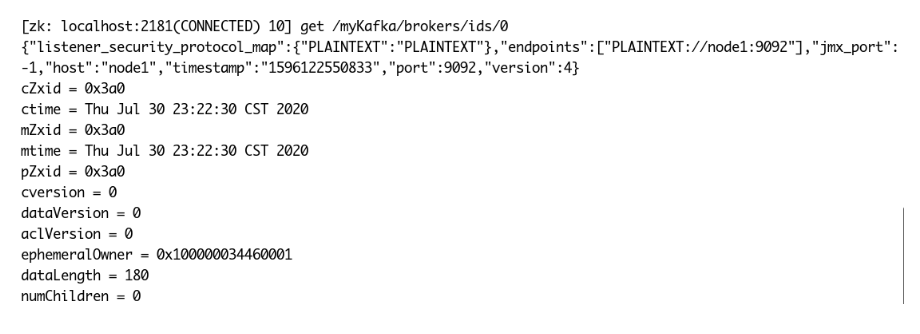 [zk: localhost:2181(CONNECTED) 10] get /myKafka/brokers/ids/0
{"listener_security_protocol_map":{"PLAINTEXT":"PLAINTEXT"},"endpoints":["PLAINTEXT://node1:9092"],"jmx_port":
-1,"host":"node1","timestamp":"1596122550833","port":9092,"version":4}
cZxid = 0x3a0
ctime = Thu Jul 30 23:22:30 CST 2020
mZxid = 0x3a0
mtime = Thu Jul 30 23:22:30 CST 2020
pZxid = 0x3a0
cversion = 0
dataVersion = 0
aclVersion = 0
ephemeralOwner = 0x100000034460001
dataLength = 180
numChildren = 0